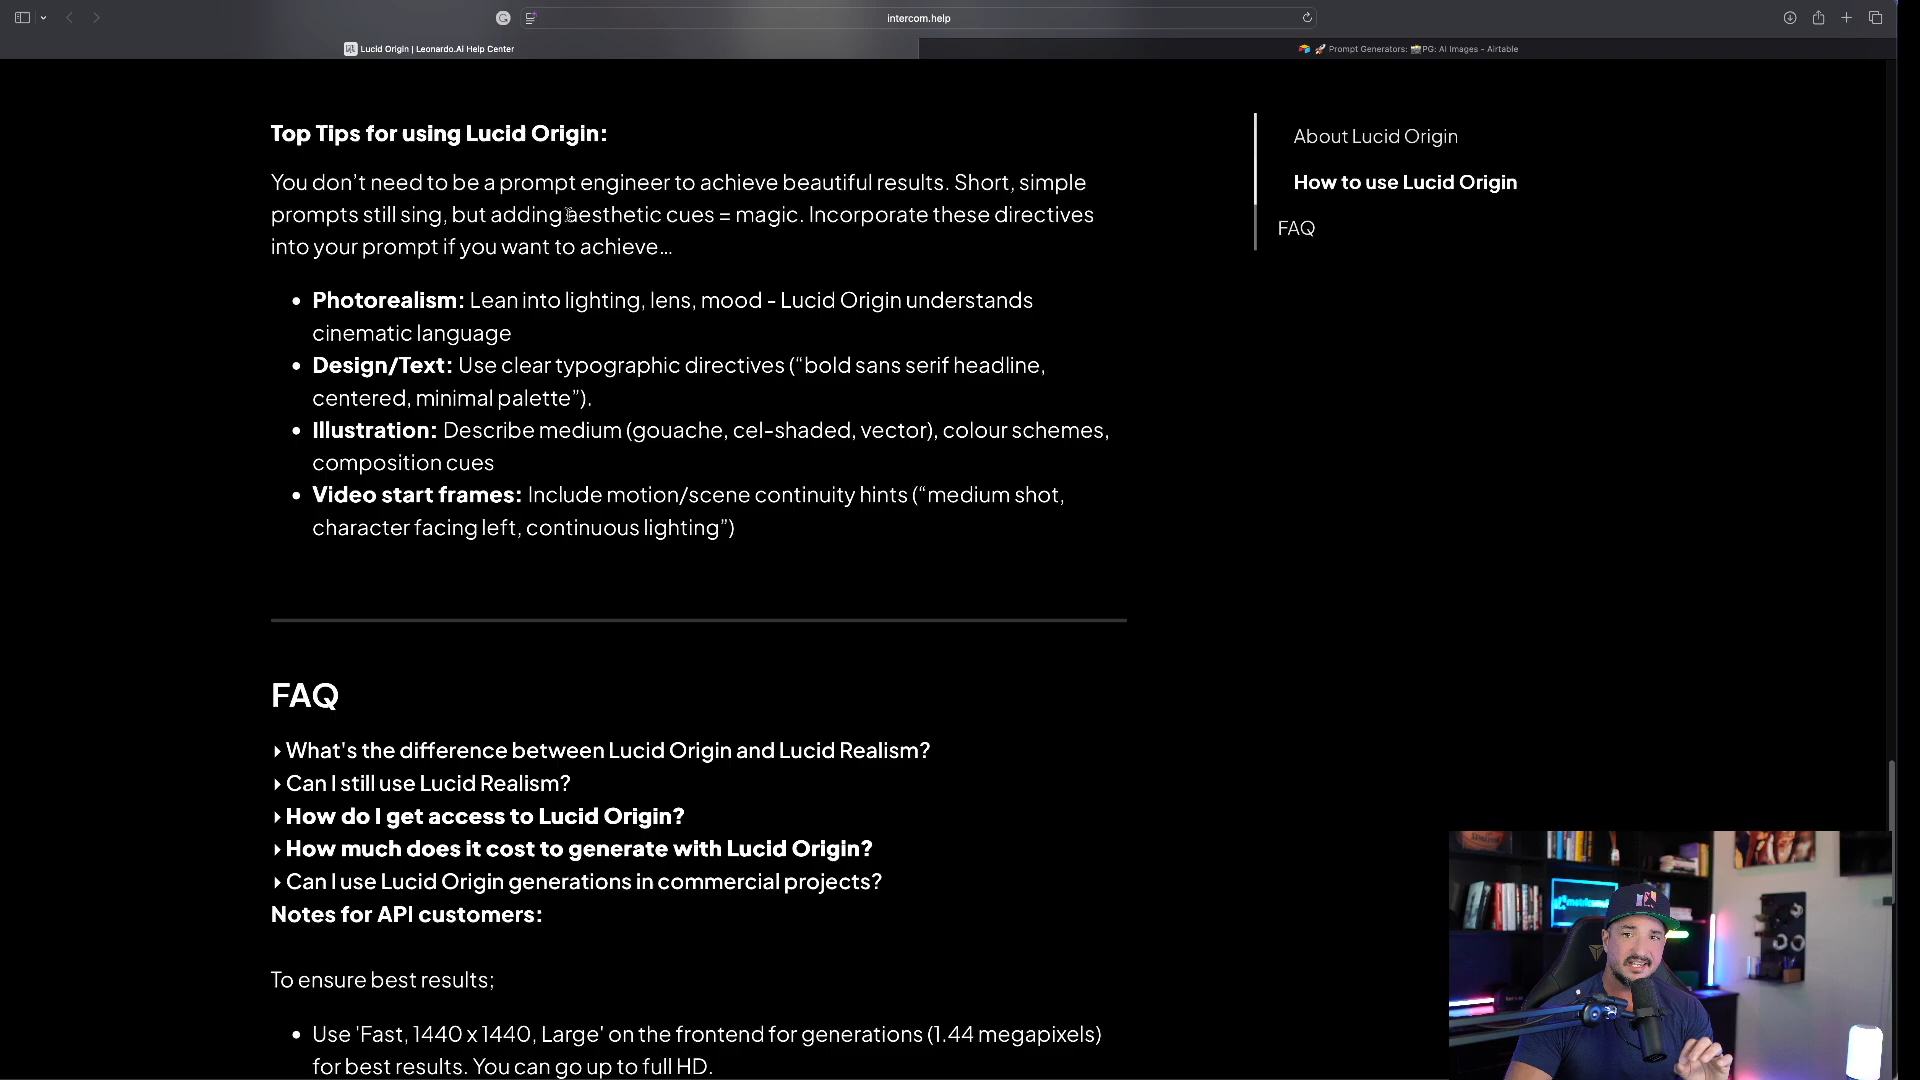 intercom.help
Lucid Origin | Leonardo.Ai Help Center
Prompt Generators: PG: AI Images - Airtable
Top Tips for using Lucid Origin:
You don't need to be a prompt engineer to achieve beautiful results. Short, simple
prompts still sing, but adding aesthetic cues = magic. Incorporate these directives
into your prompt if you want to achieve…
• Photorealism: Lean into lighting, lens, mood - Lucid Origin understands
cinematic language
• Design/Text: Use clear typographic directives (“bold sans serif headline,
centered, minimal palette”).
• Illustration: Describe medium (gouache, cel-shaded, vector), colour schemes,
composition cues
• Video start frames: Include motion/scene continuity hints (“medium shot,
character facing left, continuous lighting”)
About Lucid Origin
How to use Lucid Origin
FAQ
FAQ
What's the difference between Lucid Origin and Lucid Realism?
Can I still use Lucid Realism?
How do I get access to Lucid Origin?
How much does it cost to generate with Lucid Origin?
Can I use Lucid Origin generations in commercial projects?
Notes for API customers:
To ensure best results;
• Use 'Fast, 1440 x 1440, Large' on the frontend for generations (1.44 megapixels)
for best results. You can go up to full HD.